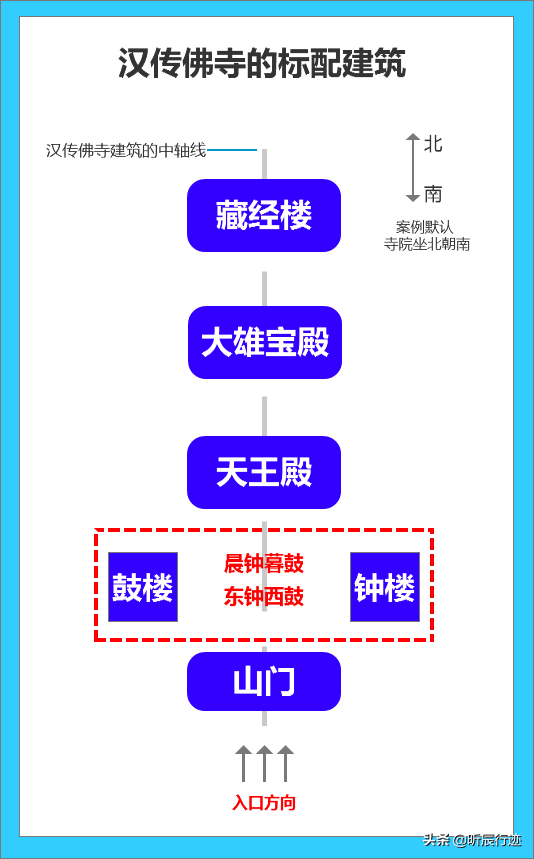 汉传佛寺的标配建筑
汉传佛寺建筑的中轴线
北
南
案例默认
寺院坐北朝南
藏经楼
大雄宝殿
天王殿
鼓楼
晨钟暮鼓
东钟西鼓
钟楼
山门
入口方向
头条 @昕辰行迹